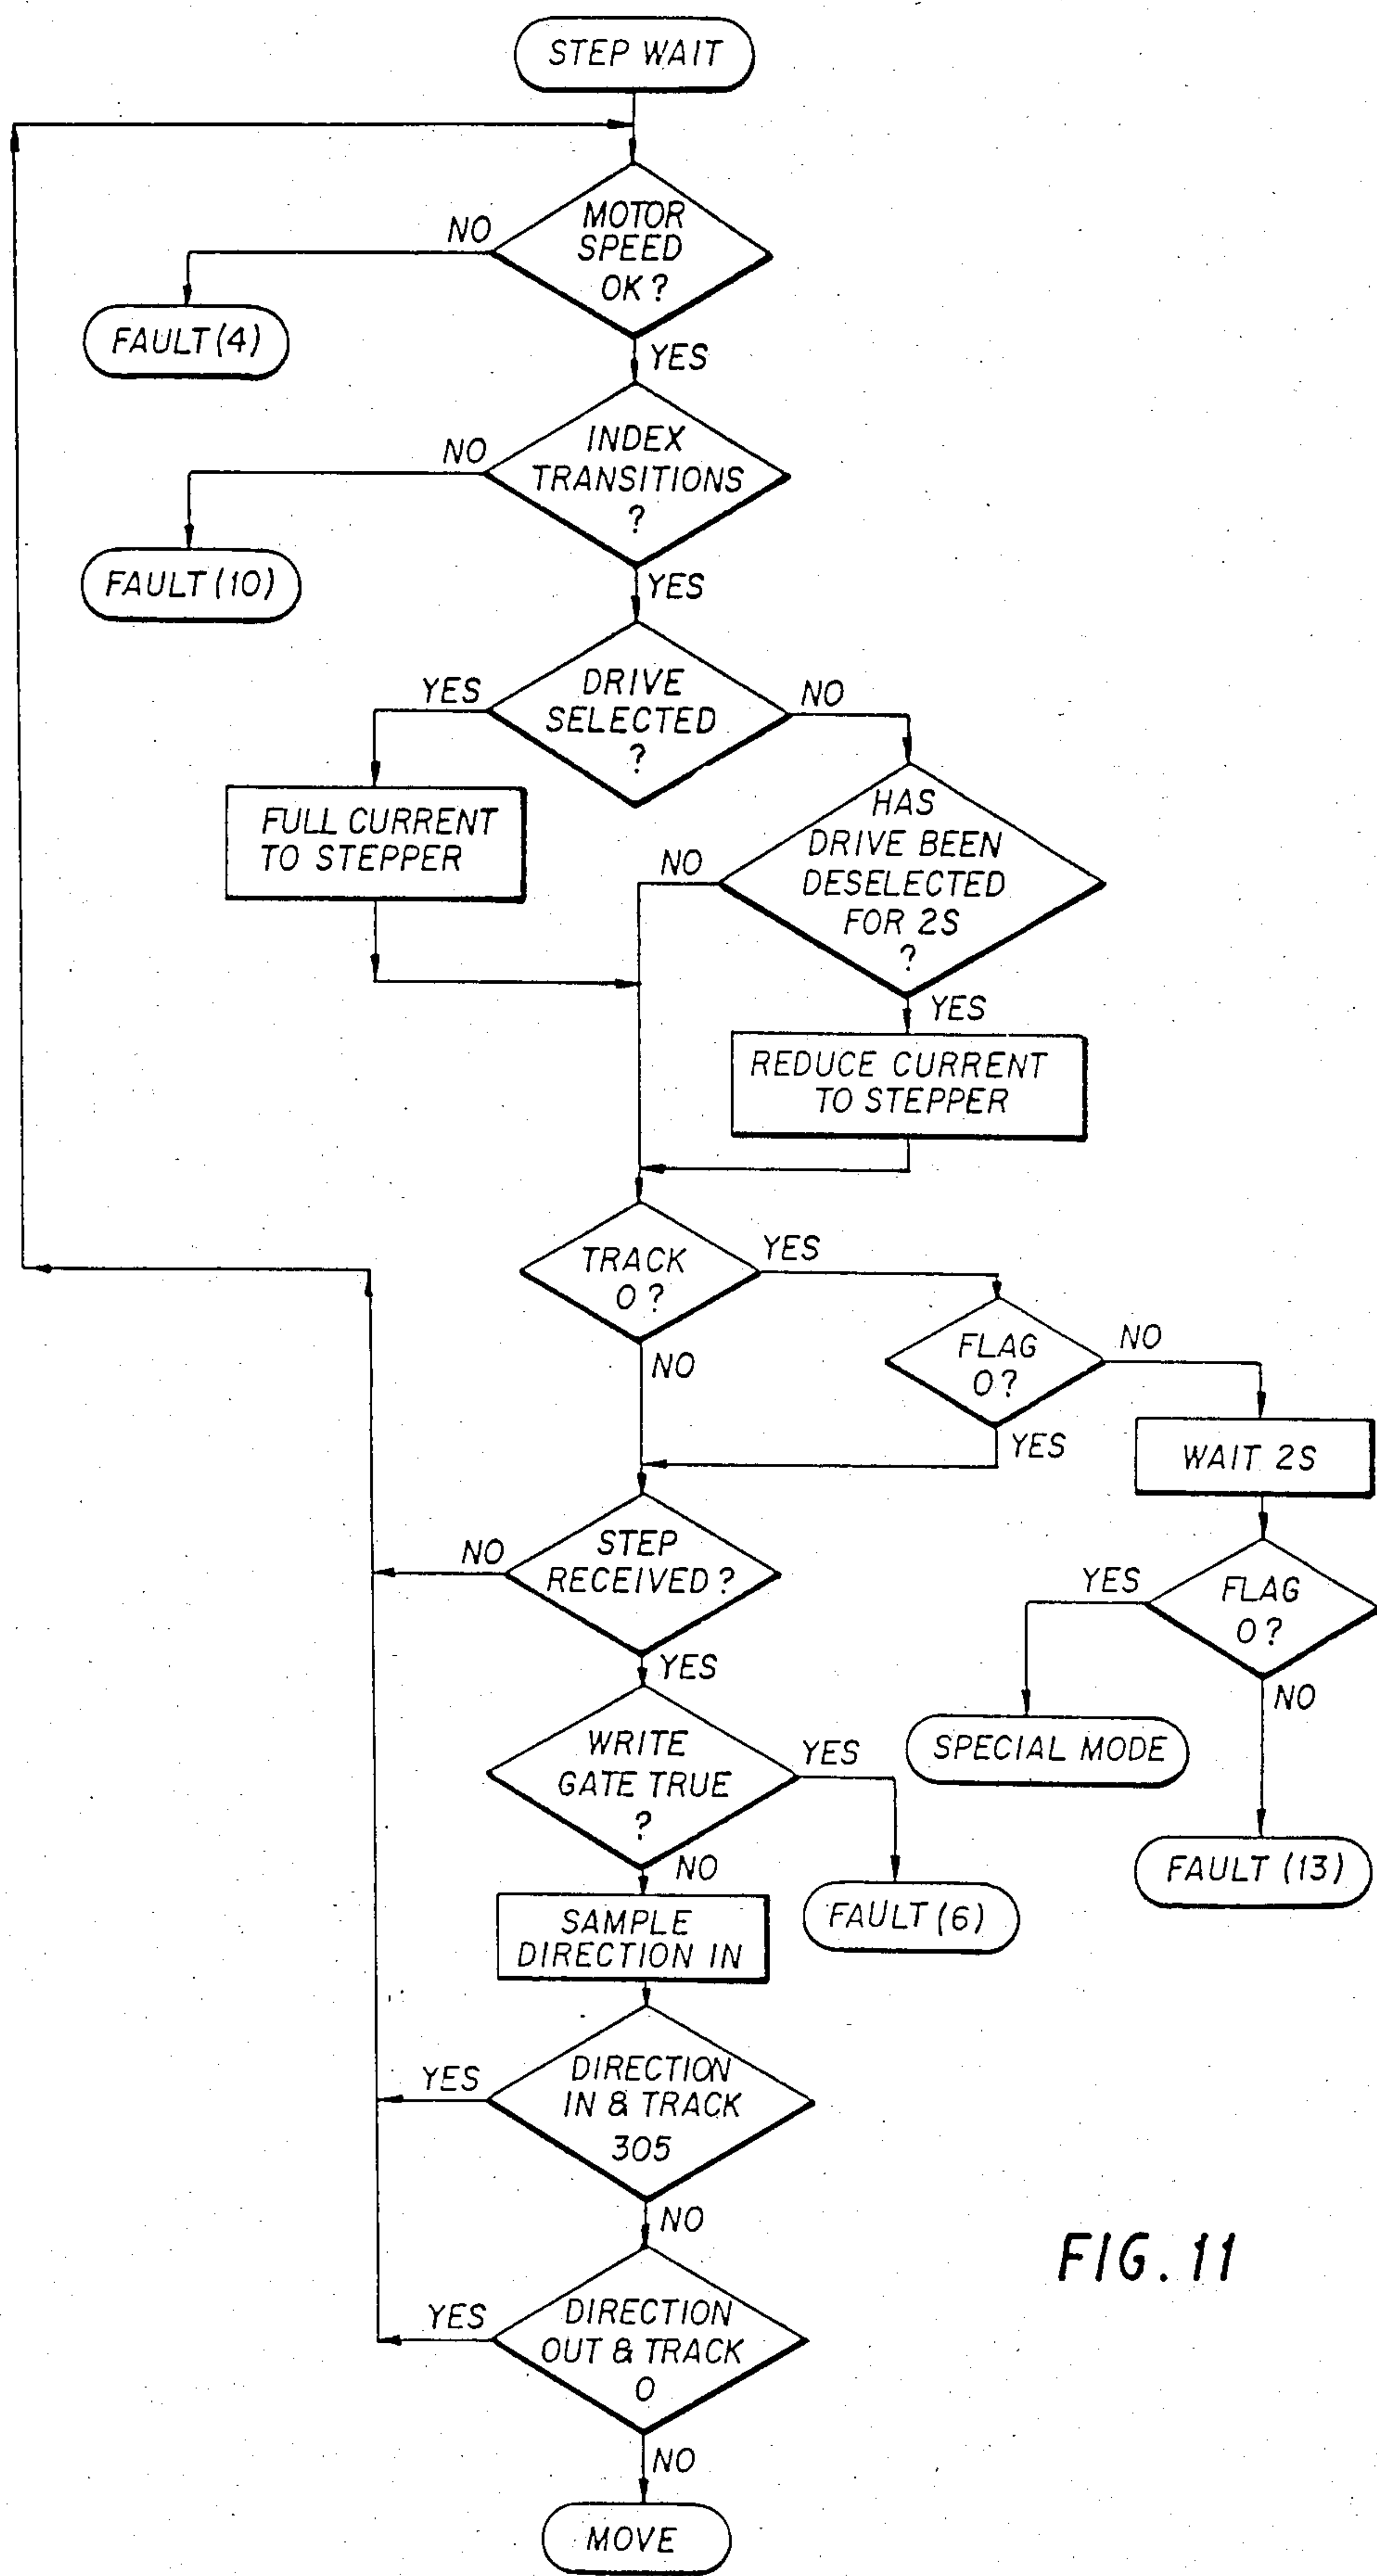 STEP WAIT
NO
MOTOR
SPEED
OK?
FAULT (4)
YES
NO
INDEX
TRANSITIONS
?
FAULT (10)
YES
YES
DRIVE
SELECTED
?
NO
FULL CURRENT
TO STEPPER
HAS
DRIVE BEEN
DESELECTED
FOR 2S
?
NO
YES
REDUCE CURRENT
TO STEPPER
TRACK
0?
YES
NO
FLAG
0?
NO
YES
WAIT 2S
STEP
RECEIVED?
NO
YES
FLAG
0?
YES
NO
SPECIAL MODE
FAULT (13)
WRITE
GATE TRUE
?
YES
NO
FAULT (6)
SAMPLE
DIRECTION IN
DIRECTION
IN & TRACK
305
YES
NO
DIRECTION
OUT & TRACK
0
YES
NO
MOVE
FIG. 11